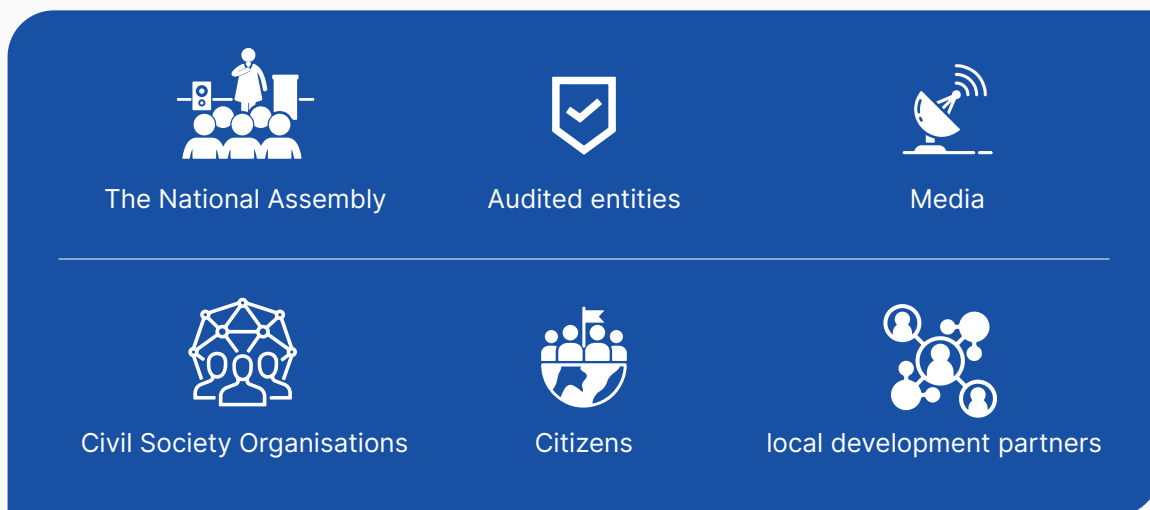 The National Assembly
Audited entities
Media
Civil Society Organisations
Citizens
local development partners